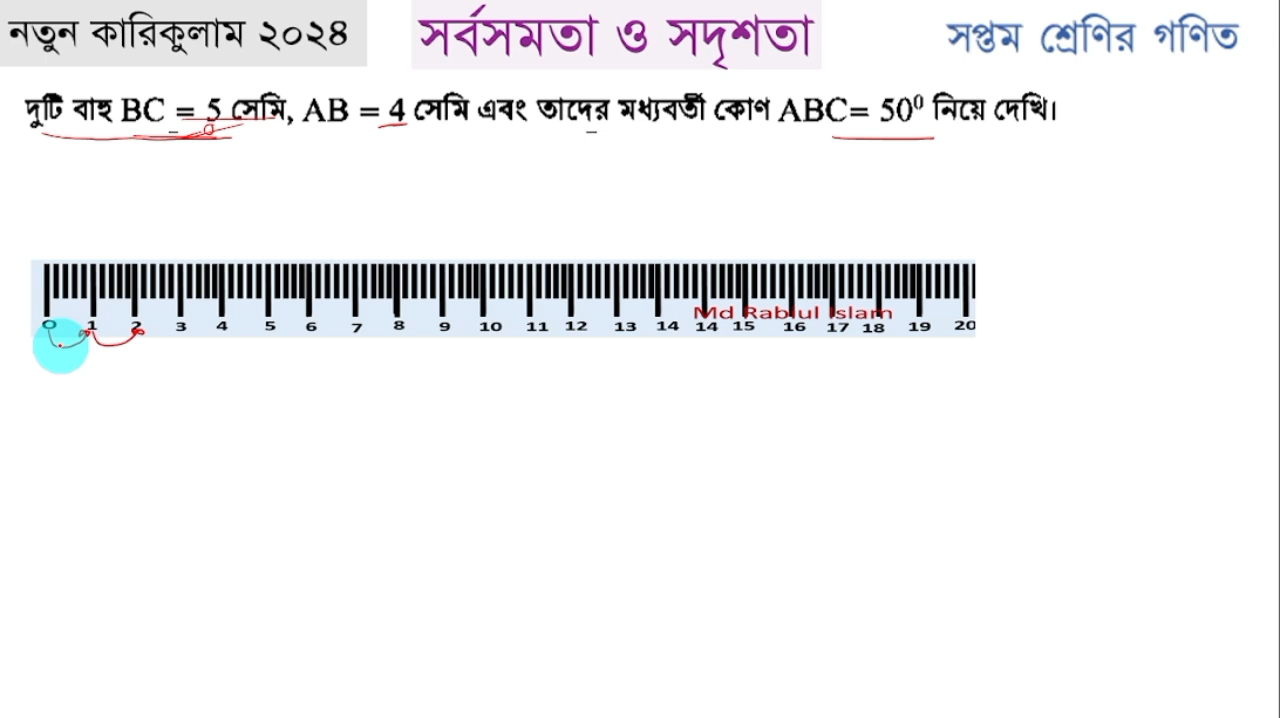 নতুন কারিকুলাম ২০২৪
সর্বসমতা ও সদৃশতা
সপ্তম শ্রেণির গণিত
দুটি বাহু BC = 5 সেমি, AB = 4 সেমি এবং তাদের মধ্যবর্তী কোণ ABC= 50⁰ নিয়ে দেখি।
Md Rabiul Islam
0 1 2 3 4 5 6 7 8 9 10 11 12 13 14 14 15 16 17 18 19 20